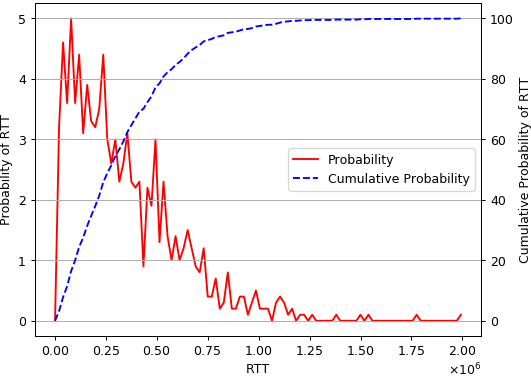 5
4
3
2
1
0
Probability of RTT
100
80
60
40
20
0
Cumulative Probability of RTT
Probability
Cumulative Probability
0.00 0.25 0.50 0.75 1.00 1.25 1.50 1.75 2.00
RTT
×10⁶